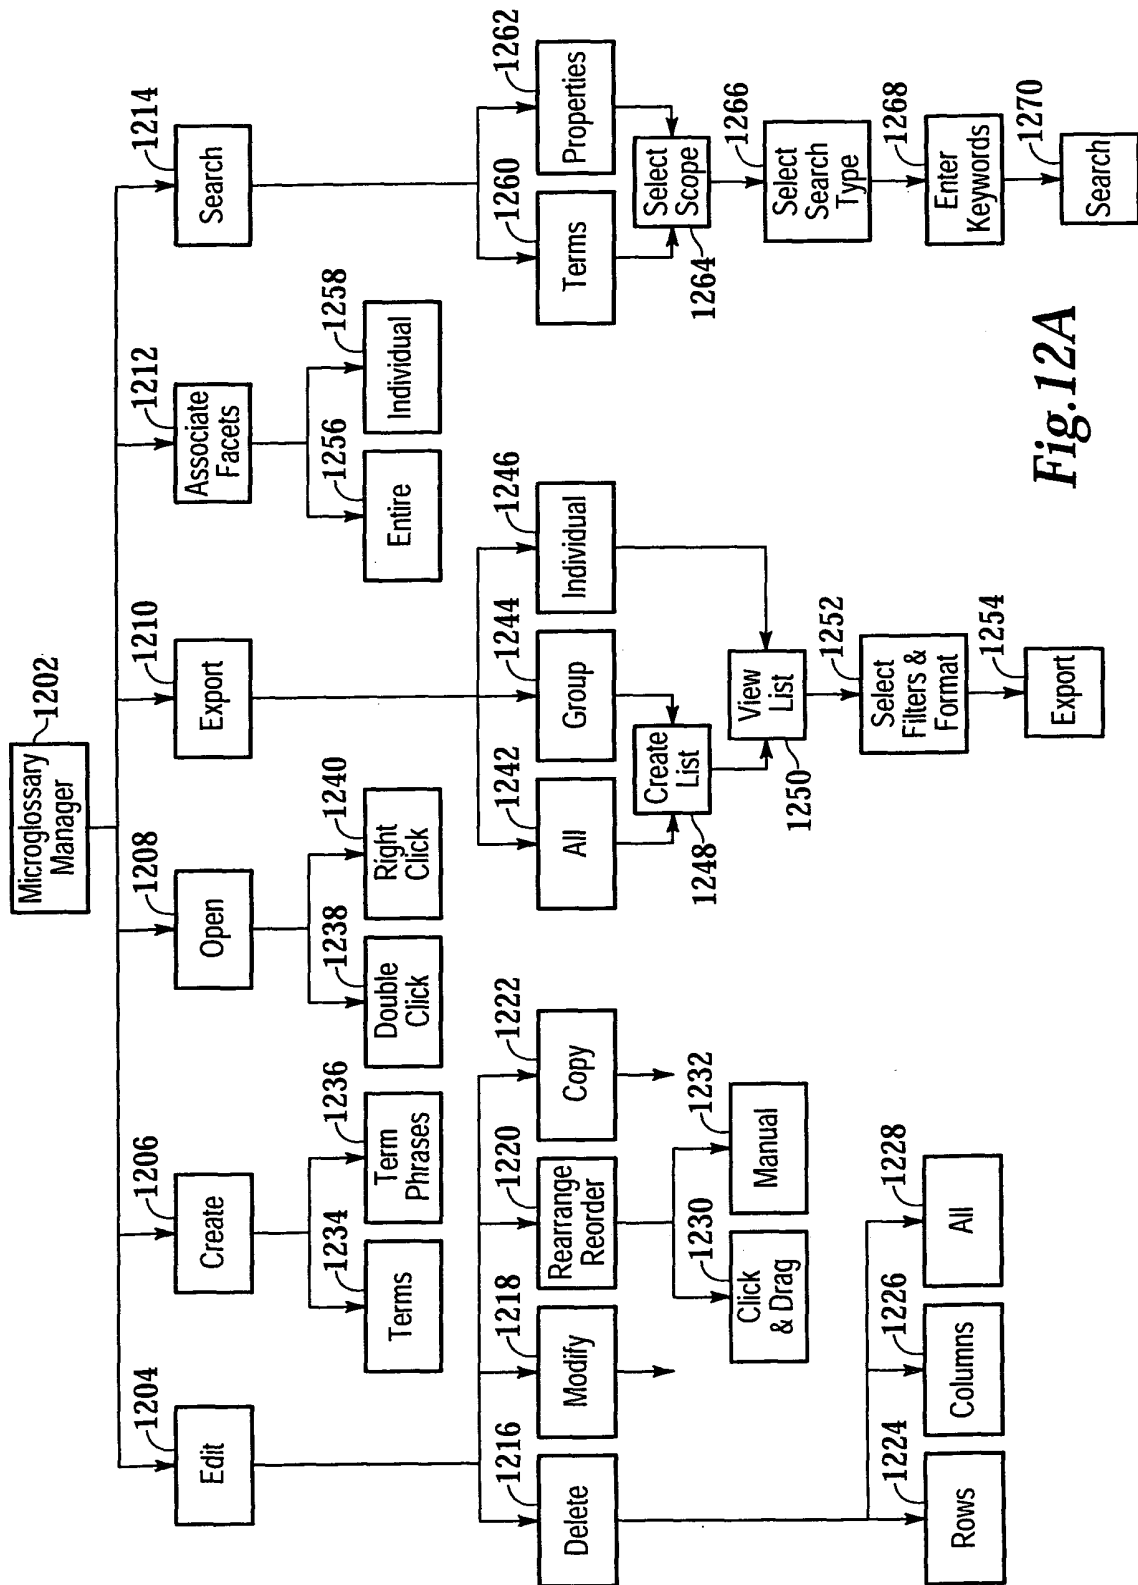 Microglossary
Manager
1202
1204
Edit
1206
Create
1208
Open
1210
Export
1212
Associate
Facets
1214
Search
1234
Terms
1236
Term
Phrases
1238
Double
Click
1240
Right
Click
1256
Entire
1258
Individual
1216
Delete
1218
Modify
1220
Rearrange
Reorder
1222
Copy
1242
All
1244
Group
1246
Individual
1260
Terms
1262
Properties
1248
Create
List
1264
Select
Scope
1230
Click
& Drag
1232
Manual
1250
View
List
1266
Select
Search
Type
1252
Select
Filters &
Format
1224
Rows
1226
Columns
1228
All
1268
Enter
Keywords
1254
Export
1270
Search
Fig.12A